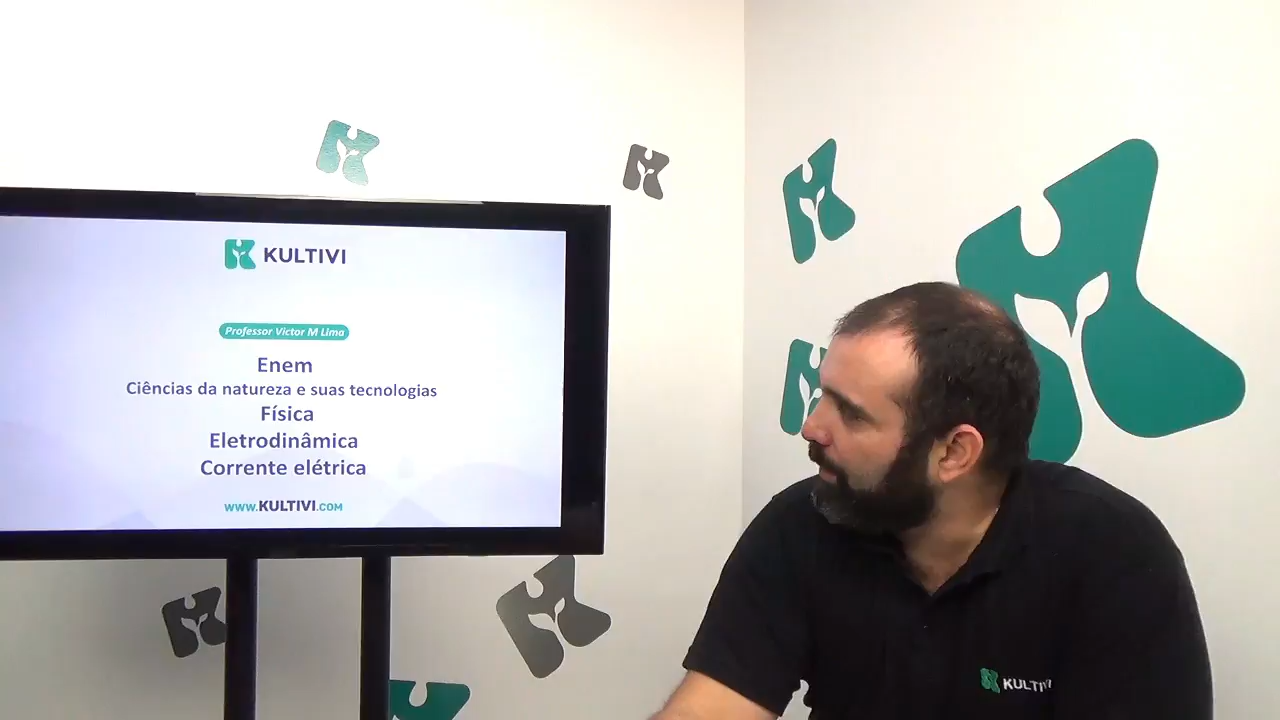 KULTIVI
Professor Victor M Lima
Enem
Ciências da natureza e suas tecnologias
Física
Eletrodinâmica
Corrente elétrica
www.KULTIVI.COM
KULTIVI